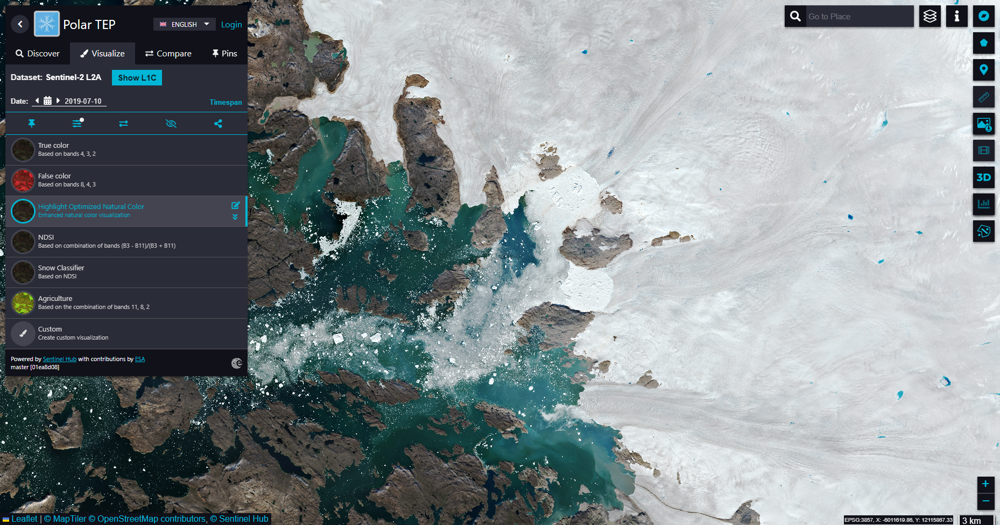 Polar TEP
ENGLISH
Login
Discover
Visualize
Compare
Pins
Dataset: Sentinel-2 L2A
Show L1C
Date:
2019-07-10
Timespan
True color
Based on bands 4, 3, 2
False color
Based on bands 8, 4, 3
Highlight Optimized Natural Color
Enhanced natural color visualization
NDSI
Based on combination of bands (B3 - B11)/(B3 + B11)
Snow Classifier
Based on NDSI
Agriculture
Based on the combination of bands 11, 8, 2
Custom
Create custom visualization
Powered by Sentinel Hub with contributions by ESA
master [01ea8d08]
Go to Place
3D
+
−
Leaflet | © MapTiler © OpenStreetMap contributors, © Sentinel Hub
EPSG:3857, X: -6011619.86, Y: 12115867.33
3 km